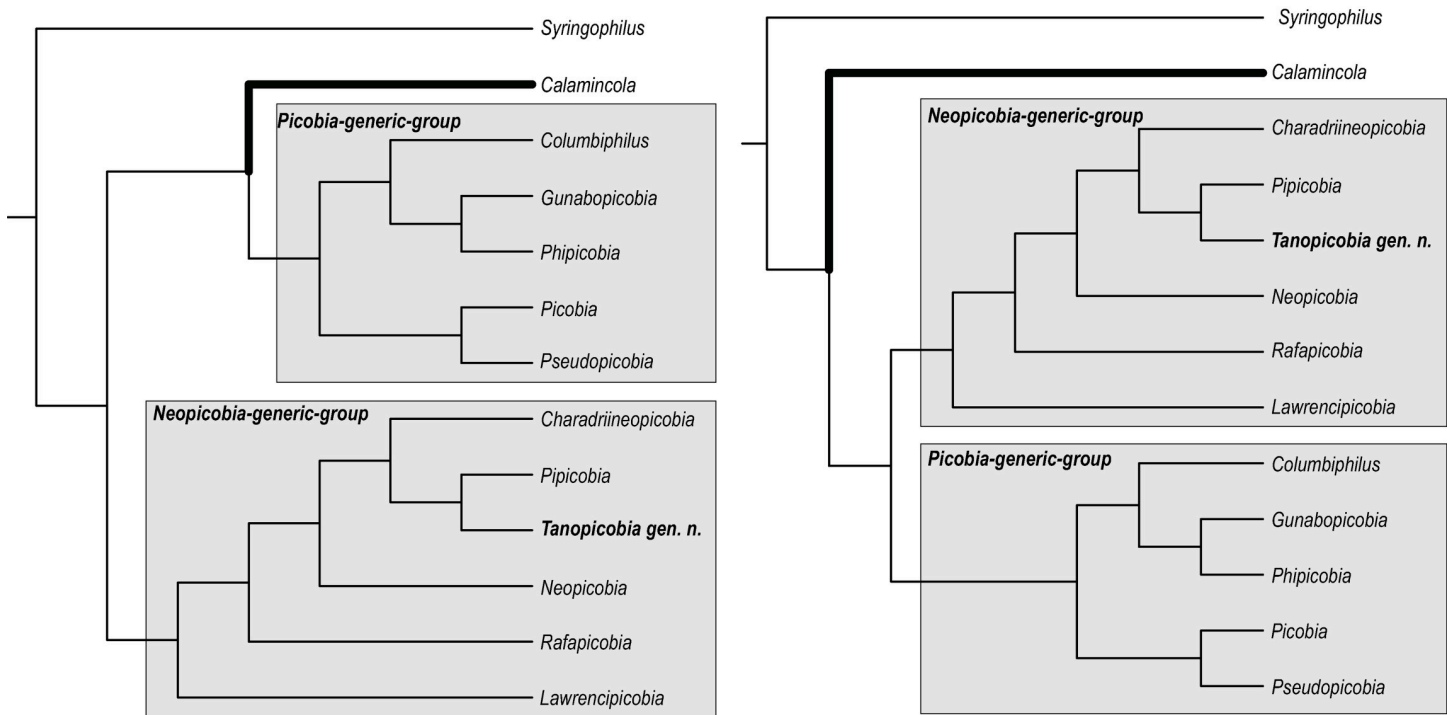 Syringophilus
Calamincola
Picobia-generic-group
Columbiphilus
Gunabopicobia
Phipicobia
Picobia
Pseudopicobia
Neopicobia-generic-group
Charadriineopicobia
Pipicobia
Tanopicobia gen. n.
Neopicobia
Rafapicobia
Lawrencipicobia
Syringophilus
Calamincola
Neopicobia-generic-group
Charadriineopicobia
Pipicobia
Tanopicobia gen. n.
Neopicobia
Rafapicobia
Lawrencipicobia
Picobia-generic-group
Columbiphilus
Gunabopicobia
Phipicobia
Picobia
Pseudopicobia